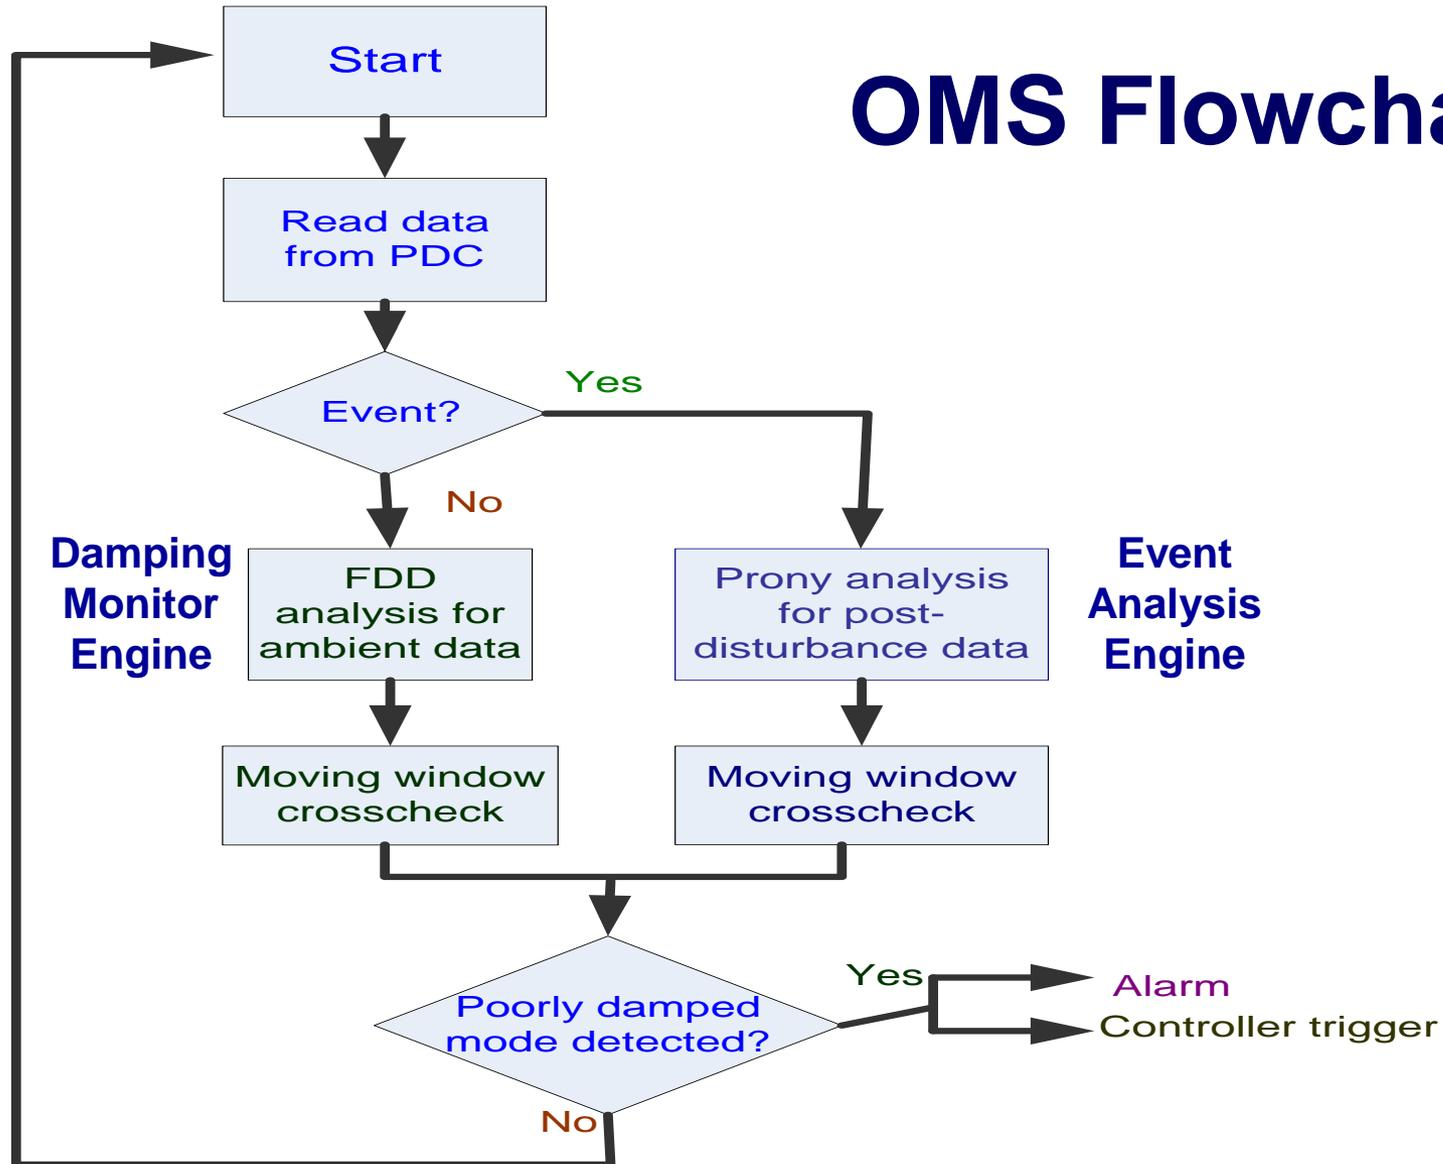 OMS Flowcha
Start
Read data
from PDC
Event?
Yes
No
Damping
Monitor
Engine
FDD
analysis for
ambient data
Prony analysis
for post-
disturbance data
Event
Analysis
Engine
Moving window
crosscheck
Moving window
crosscheck
Poorly damped
mode detected?
Yes
Alarm
Controller trigger
No